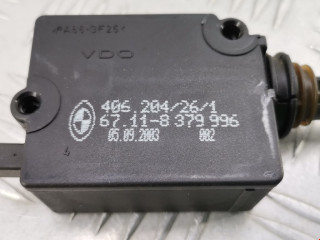 >PA66-GF25<
VDO
406.204/26/1
67.11-8 379 996
05.09.2003 002